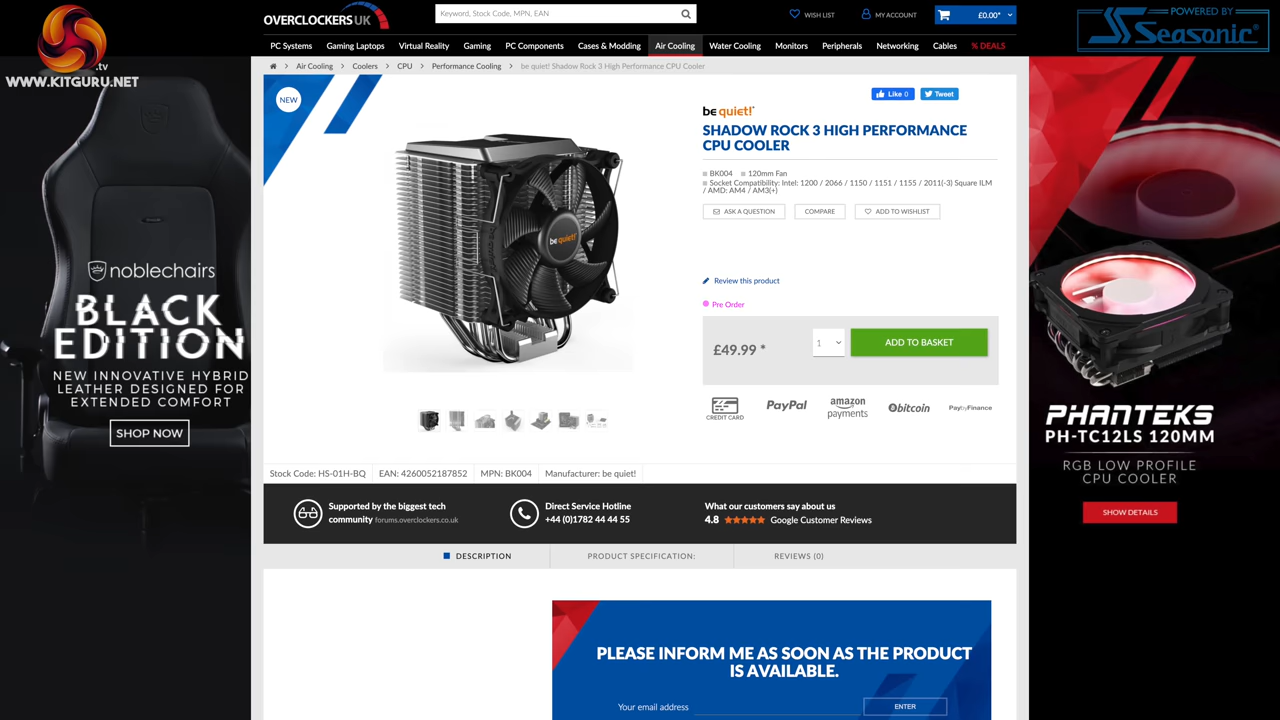 .tv
WWW.KITGURU.NET
OVERCLOCKERS UK
Keyword, Stock Code, MPN, EAN
WISH LIST
MY ACCOUNT
£0.00*
POWERED BY
Seasonic
PC Systems Gaming Laptops Virtual Reality Gaming PC Components Cases & Modding Air Cooling Water Cooling Monitors Peripherals Networking Cables % DEALS
Air Cooling > Coolers > CPU > Performance Cooling > be quiet! Shadow Rock 3 High Performance CPU Cooler
NEW
Like 0
Tweet
be quiet!
SHADOW ROCK 3 HIGH PERFORMANCE
CPU COOLER
BK004 120mm Fan
Socket Compatibility: Intel: 1200 / 2066 / 1150 / 1151 / 1155 / 2011(-3) Square ILM
/ AMD: AM4 / AM3(+)
ASK A QUESTION
COMPARE
ADD TO WISHLIST
be quiet!
Review this product
Pre Order
£49.99 *
1
ADD TO BASKET
CREDIT CARD
PayPal
amazon
payments
bitcoin
PaybyFinance
Stock Code: HS-01H-BQ
EAN: 4260052187852
MPN: BK004
Manufacturer: be quiet!
Supported by the biggest tech
community forums.overclockers.co.uk
Direct Service Hotline
+44 (0)1782 44 44 55
What our customers say about us
4.8 Google Customer Reviews
DESCRIPTION
PRODUCT SPECIFICATION:
REVIEWS (0)
PLEASE INFORM ME AS SOON AS THE PRODUCT
IS AVAILABLE.
Your email address
ENTER
noblechairs
BLACK
EDITION
NEW INNOVATIVE HYBRID
LEATHER DESIGNED FOR
EXTENDED COMFORT
SHOP NOW
PHANTEKS
PH-TC12LS 120MM
RGB LOW PROFILE
CPU COOLER
SHOW DETAILS